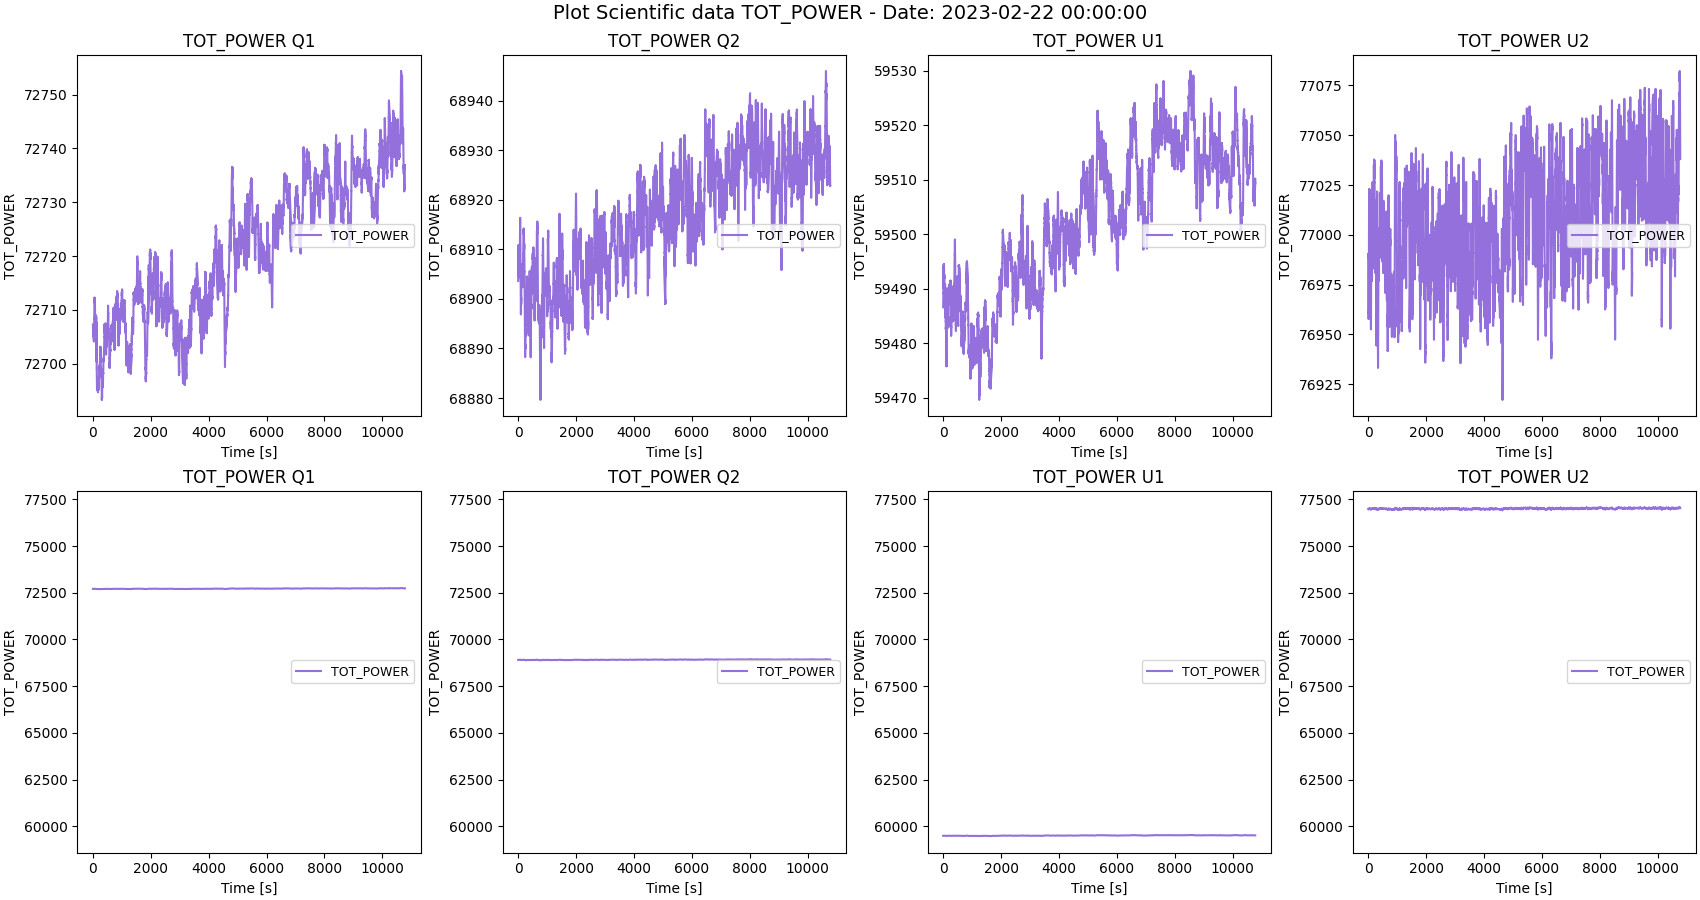 Plot Scientific data TOT_POWER - Date: 2023-02-22 00:00:00
TOT_POWER Q1
TOT_POWER
72750
72740
72730
72720
72710
72700
TOT_POWER
0 2000 4000 6000 8000 10000
Time [s]
TOT_POWER Q2
TOT_POWER
68940
68930
68920
68910
68900
68890
68880
TOT_POWER
0 2000 4000 6000 8000 10000
Time [s]
TOT_POWER U1
TOT_POWER
59530
59520
59510
59500
59490
59480
59470
TOT_POWER
0 2000 4000 6000 8000 10000
Time [s]
TOT_POWER U2
TOT_POWER
77075
77050
77025
77000
76975
76950
76925
TOT_POWER
0 2000 4000 6000 8000 10000
Time [s]
TOT_POWER Q1
TOT_POWER
77500
75000
72500
70000
67500
65000
62500
60000
TOT_POWER
0 2000 4000 6000 8000 10000
Time [s]
TOT_POWER Q2
TOT_POWER
77500
75000
72500
70000
67500
65000
62500
60000
TOT_POWER
0 2000 4000 6000 8000 10000
Time [s]
TOT_POWER U1
TOT_POWER
77500
75000
72500
70000
67500
65000
62500
60000
TOT_POWER
0 2000 4000 6000 8000 10000
Time [s]
TOT_POWER U2
TOT_POWER
77500
75000
72500
70000
67500
65000
62500
60000
TOT_POWER
0 2000 4000 6000 8000 10000
Time [s]